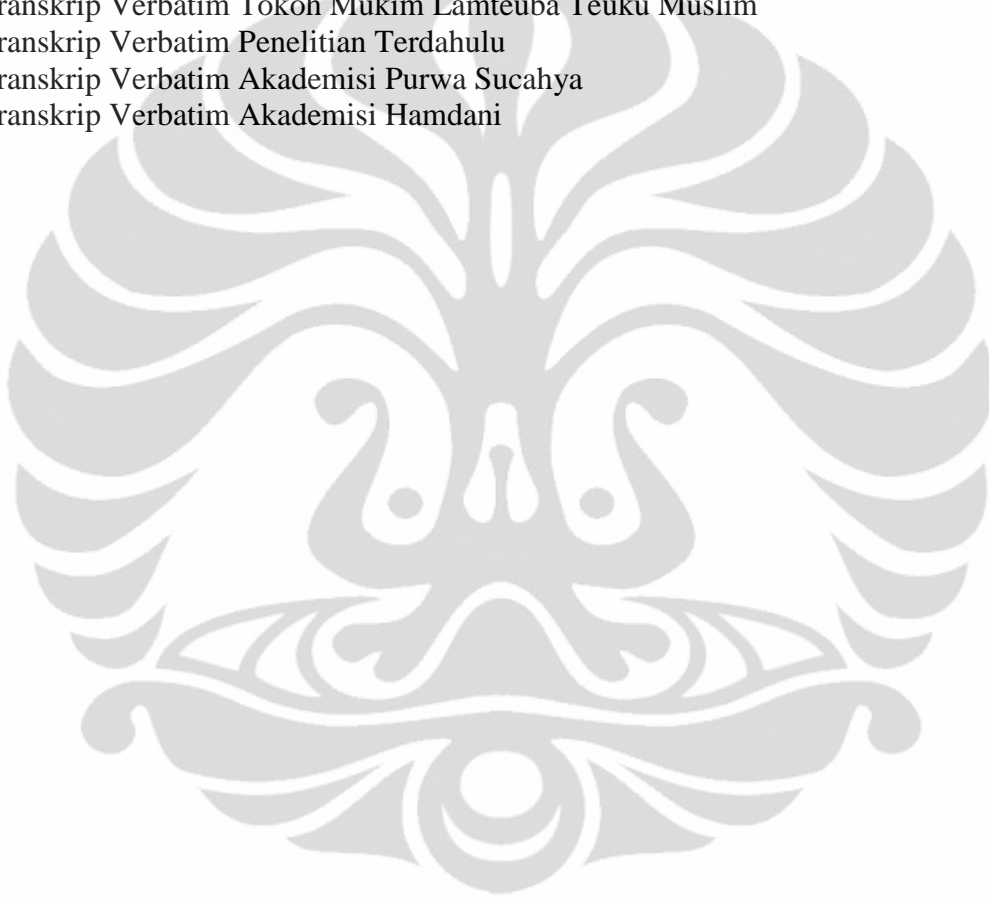 ranskrip Verbatim Tokoh Mukim Lamteuba Teuku Muslim
ranskrip Verbatim Penelitian Terdahulu
ranskrip Verbatim Akademisi Purwa Sucahya
ranskrip Verbatim Akademisi Hamdani